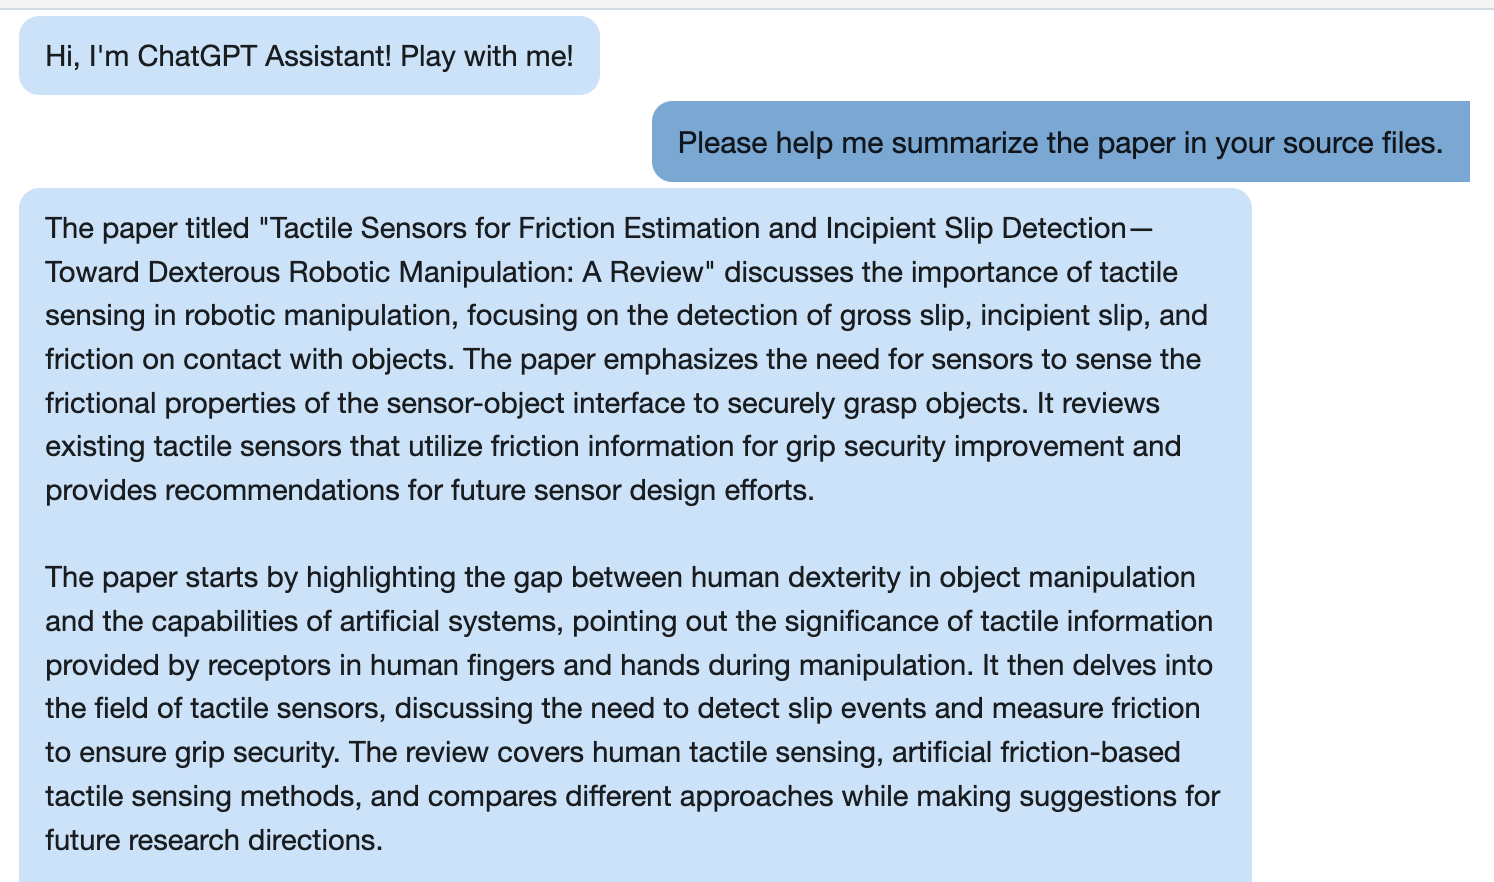 Hi, I'm ChatGPT Assistant! Play with me!
Please help me summarize the paper in your source files.
The paper titled "Tactile Sensors for Friction Estimation and Incipient Slip Detection—
Toward Dexterous Robotic Manipulation: A Review" discusses the importance of tactile
sensing in robotic manipulation, focusing on the detection of gross slip, incipient slip, and
friction on contact with objects. The paper emphasizes the need for sensors to sense the
frictional properties of the sensor-object interface to securely grasp objects. It reviews
existing tactile sensors that utilize friction information for grip security improvement and
provides recommendations for future sensor design efforts.
The paper starts by highlighting the gap between human dexterity in object manipulation
and the capabilities of artificial systems, pointing out the significance of tactile information
provided by receptors in human fingers and hands during manipulation. It then delves into
the field of tactile sensors, discussing the need to detect slip events and measure friction
to ensure grip security. The review covers human tactile sensing, artificial friction-based
tactile sensing methods, and compares different approaches while making suggestions for
future research directions.